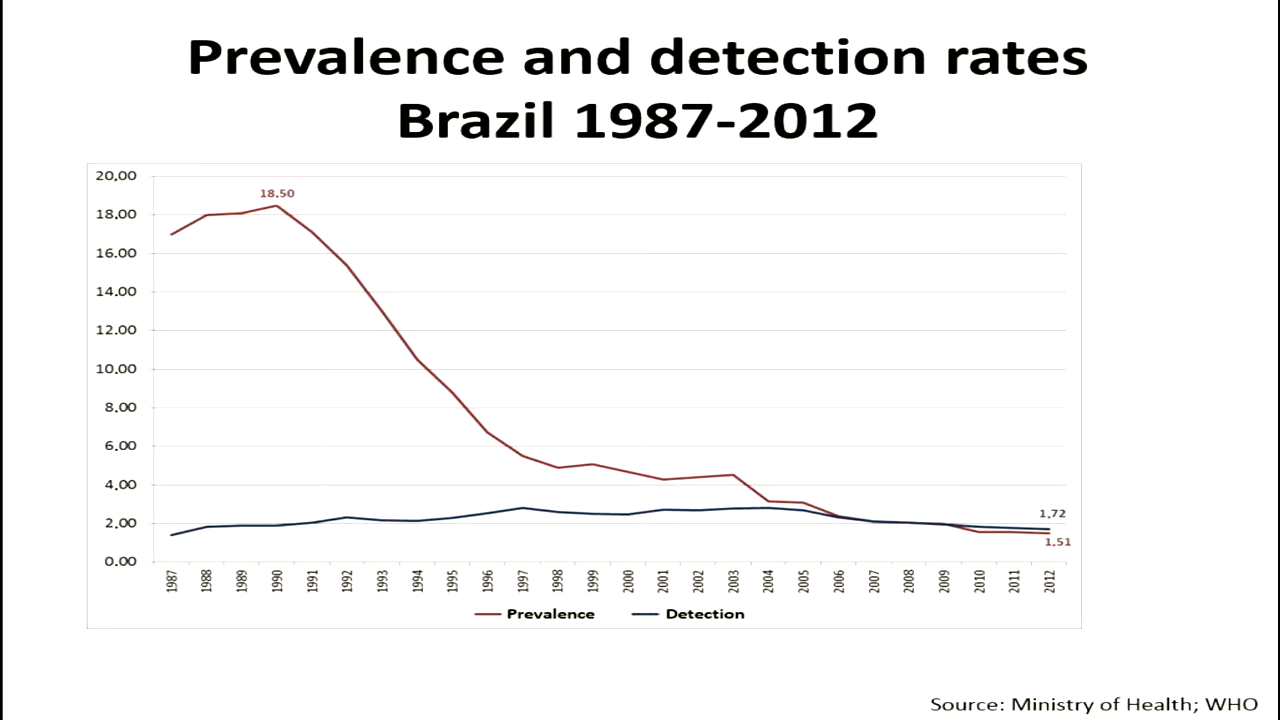 Prevalence and detection rates
Brazil 1987-2012
20,00
18.00
16.00
14.00
12.00
10.00
8.00
6.00
4.00
2.00
0.00
18.50
1.72
1.51
1987 1988 1989 1990 1991 1992 1993 1994 1995 1996 1997 1998 1999 2000 2001 2002 2003 2004 2005 2006 2007 2008 2009 2010 2011 2012
Prevalence Detection
Source: Ministry of Health; WHO